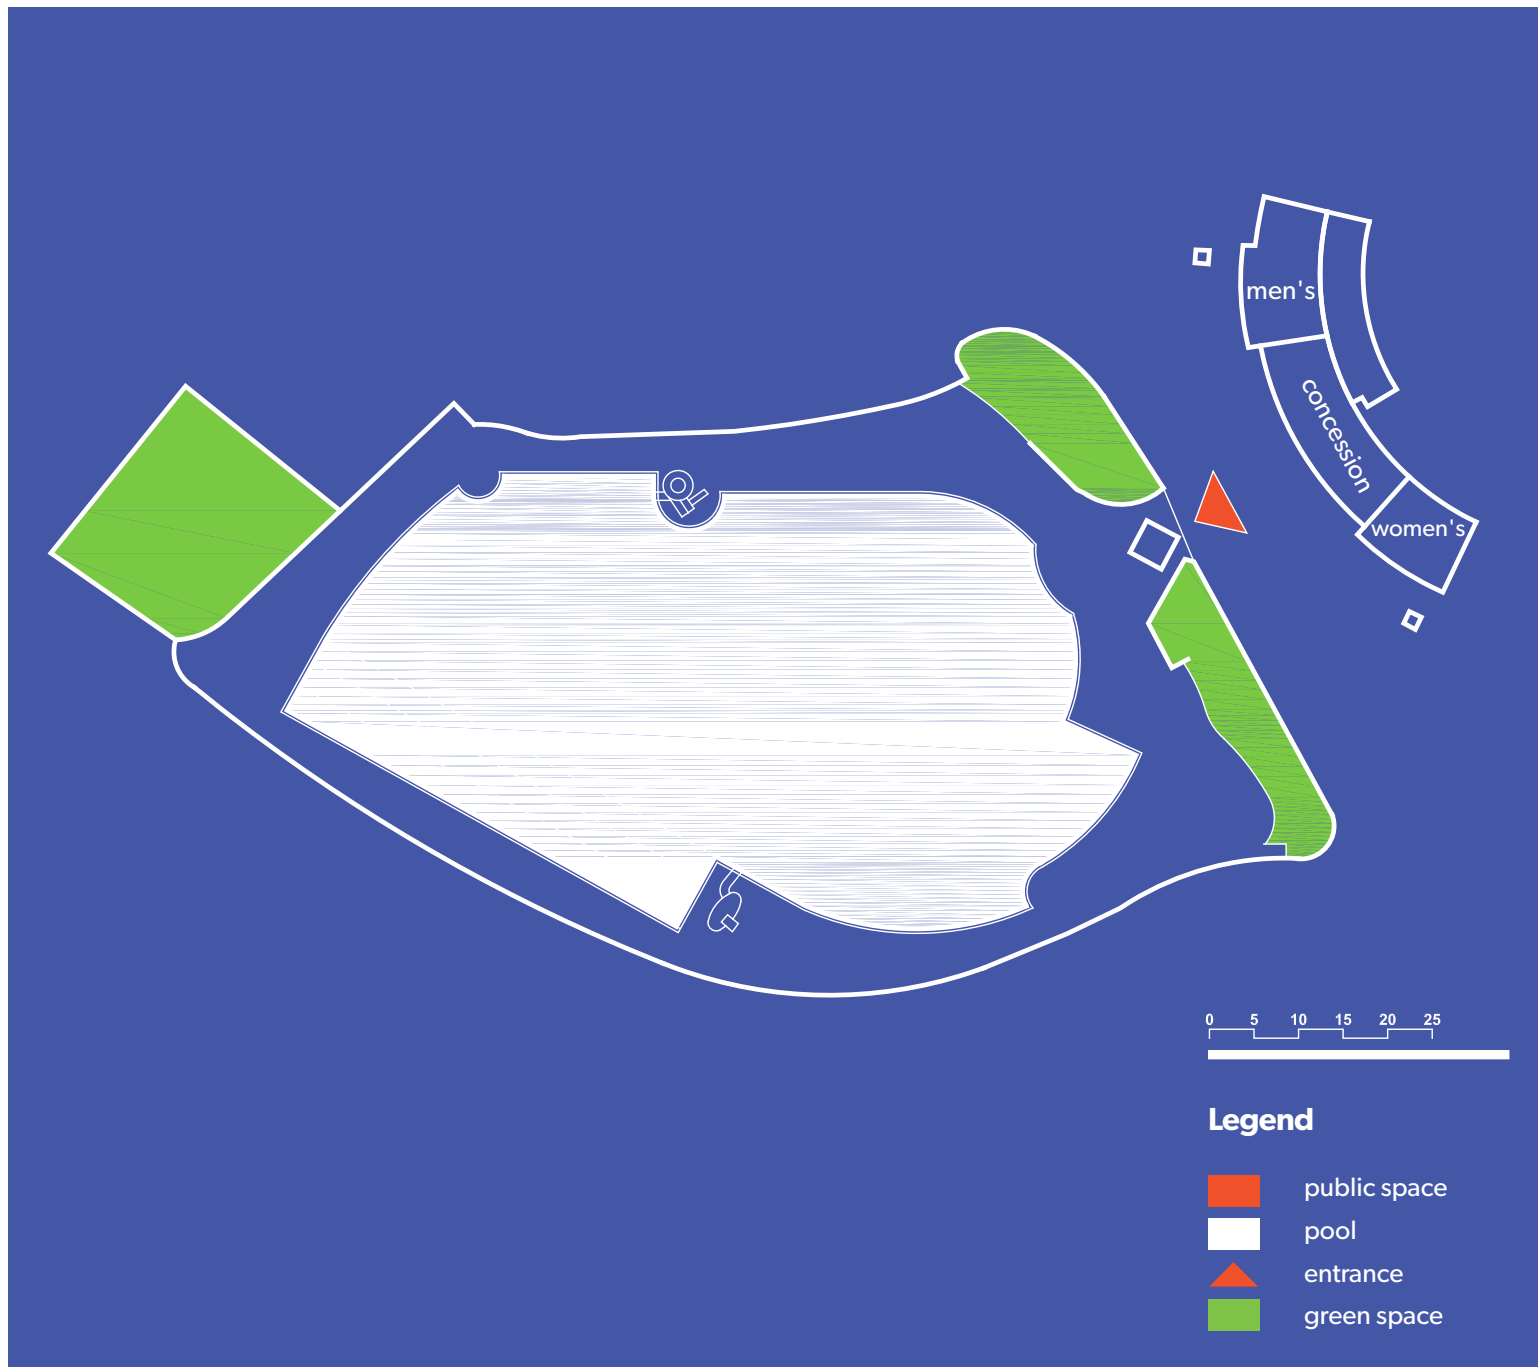 men's
concession
women's
0 5 10 15 20 25
Legend
public space
pool
entrance
green space